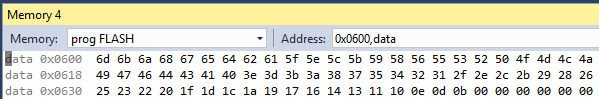 Memory 4
Memory: prog FLASH Address: 0x0600,data
data 0x0600 6d 6b 6a 68 67 65 64 62 61 5f 5e 5c 5b 59 58 56 55 53 52 50 4f 4d 4c 4a
data 0x0618 49 47 46 44 43 41 40 3e 3d 3b 3a 38 37 35 34 32 31 2f 2e 2c 2b 29 28 26
data 0x0630 25 23 22 20 1f 1d 1c 1a 19 17 16 14 13 11 10 0e 0d 0b 00 00 00 00 00 00